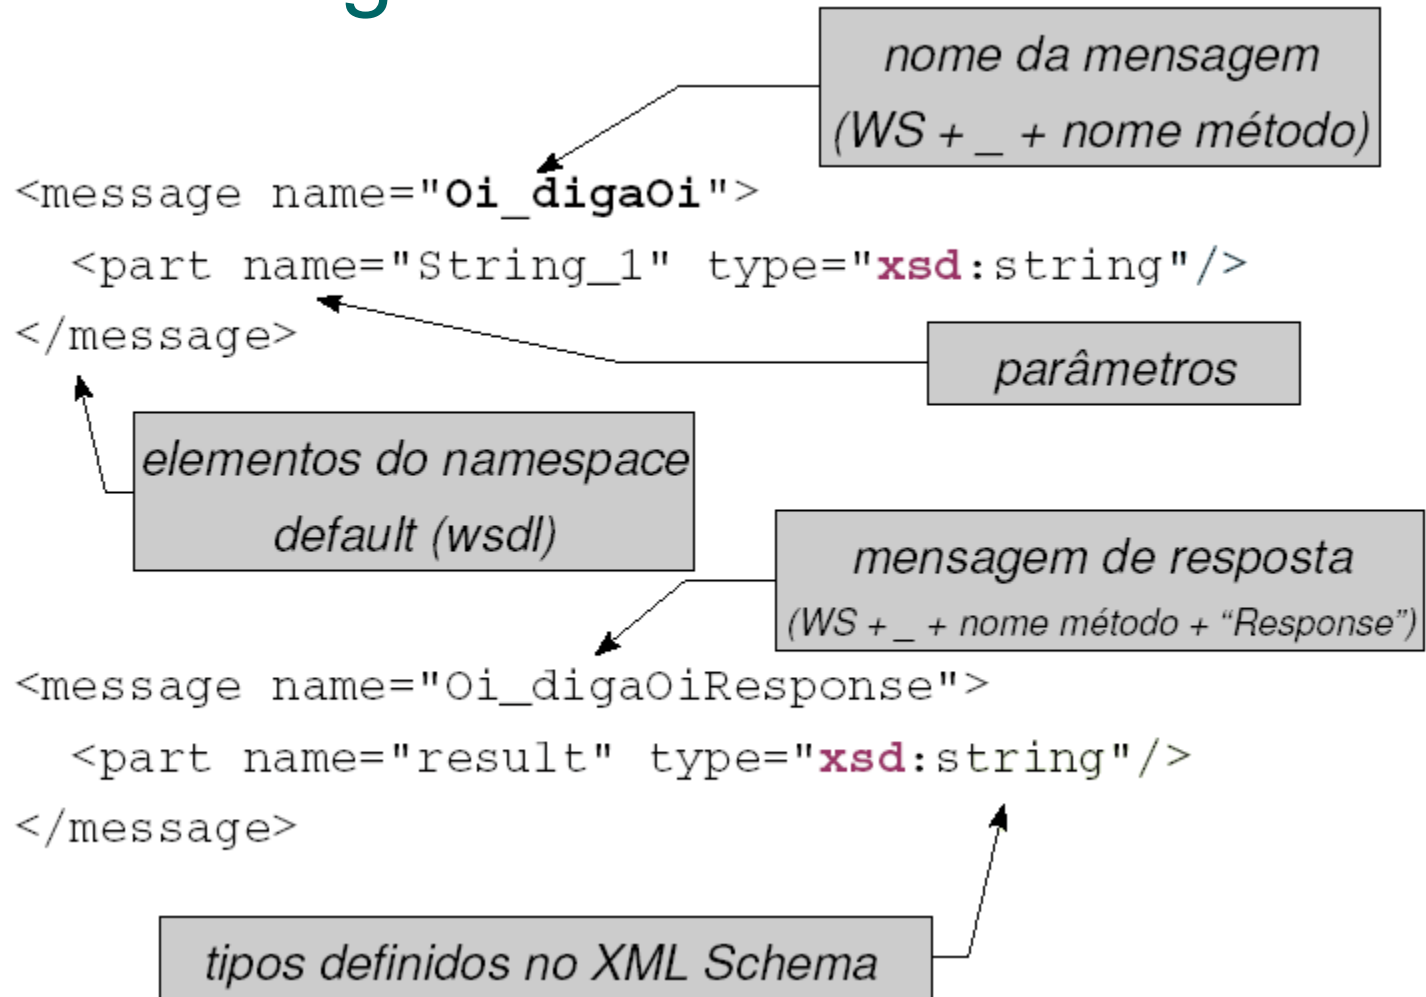 nome da mensagem
(WS + _ + nome método)
<message name="Oi_digaOi">
<part name="String_1" type="xsd:string"/>
</message>
parâmetros
elementos do namespace
default (wsdl)
mensagem de resposta
(WS + _ + nome método + “Response”)
<message name="Oi_digaOiResponse">
<part name="result" type="xsd:string"/>
</message>
tipos definidos no XML Schema